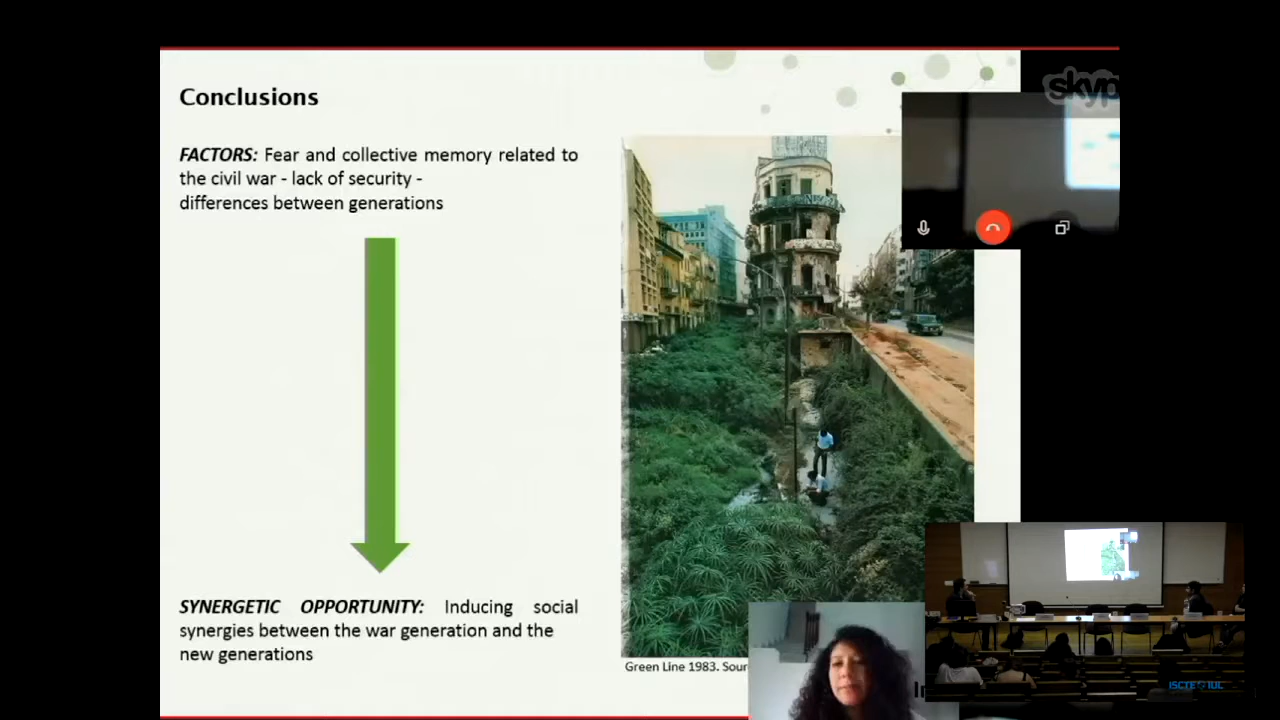 Conclusions
FACTORS: Fear and collective memory related to
the civil war - lack of security -
differences between generations
SYNERGETIC OPPORTUNITY: Inducing social
synergies between the war generation and the
new generations
Green Line 1983.
skyp
ISCTE IUL